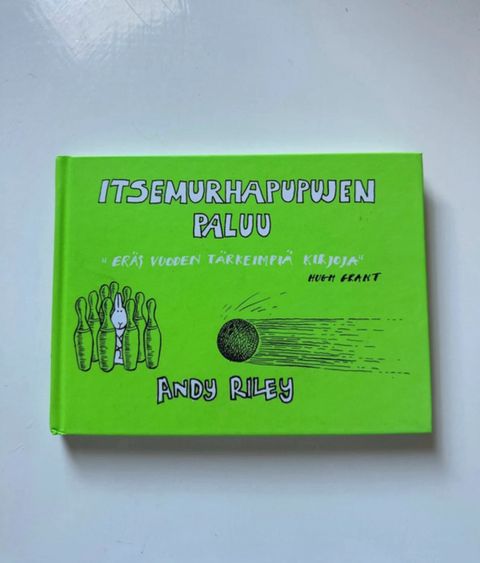 ITSEMURHAPUPUJEN
PALUU
"ERÄS VUODEN TÄRKEIMPIÄ KIRJOJA"
HUGH GRANT
ANDY RILEY